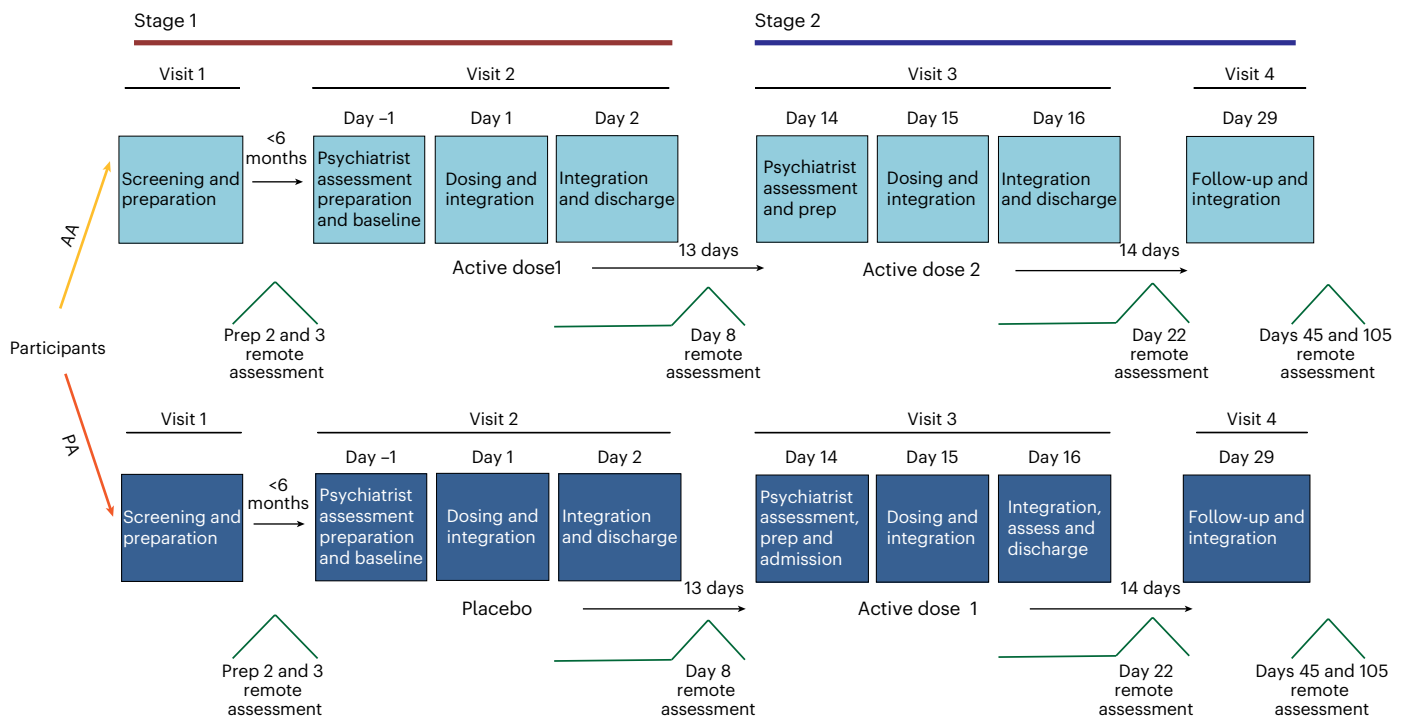 Stage 1
Stage 2
Visit 1
Visit 2
Visit 3
Visit 4
Day –1
Day 1
Day 2
Day 14
Day 15
Day 16
Day 29
<6
months
Screening and
preparation
Psychiatrist
assessment
preparation
and baseline
Dosing and
integration
Integration
and discharge
Psychiatrist
assessment
and prep
Dosing and
integration
Integration
and discharge
Follow-up and
integration
AA
Active dose1
13 days
Active dose 2
14 days
Prep 2 and 3
remote
assessment
Day 8
remote
assessment
Day 22
remote
assessment
Days 45 and 105
remote
assessment
Participants
PA
Visit 1
Visit 2
Visit 3
Visit 4
Day –1
Day 1
Day 2
Day 14
Day 15
Day 16
Day 29
<6
months
Screening and
preparation
Psychiatrist
assessment
preparation
and baseline
Dosing and
integration
Integration
and discharge
Psychiatrist
assessment,
prep and
admission
Dosing and
integration
Integration,
assess and
discharge
Follow-up and
integration
Placebo
13 days
Active dose 1
14 days
Prep 2 and 3
remote
assessment
Day 8
remote
assessment
Day 22
remote
assessment
Days 45 and 105
remote
assessment